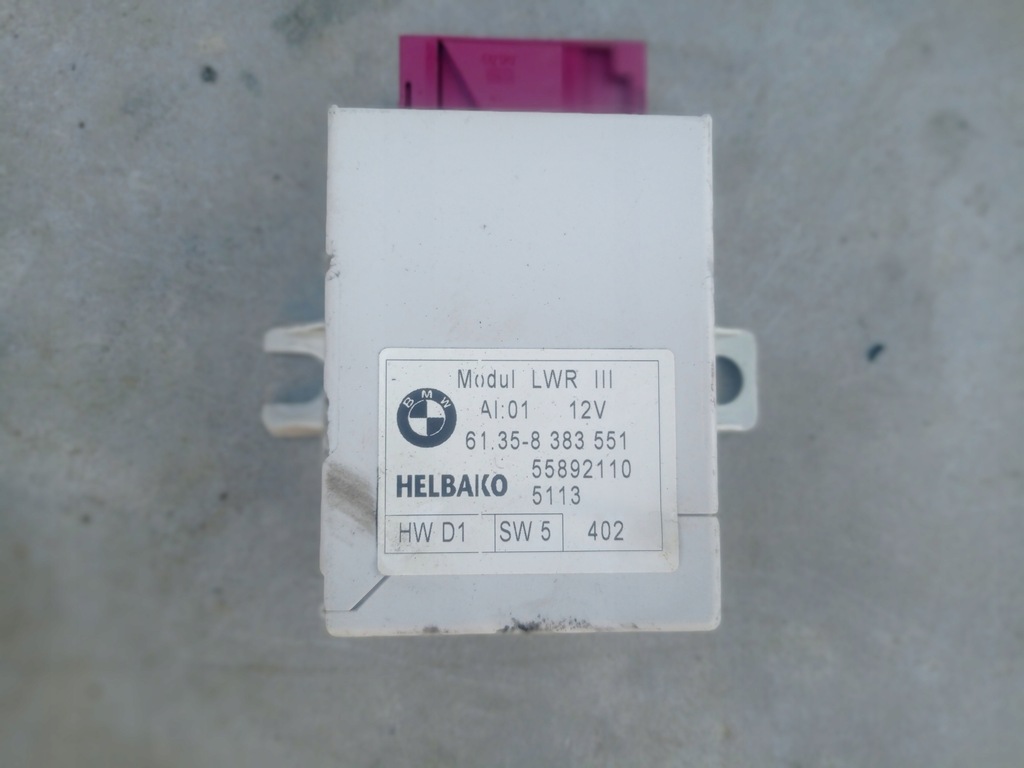 Modul LWR III
BMW
AI:01 12V
61.35-8 383 551
55892110
HELBAKO
5113
HW D1 SW 5 402